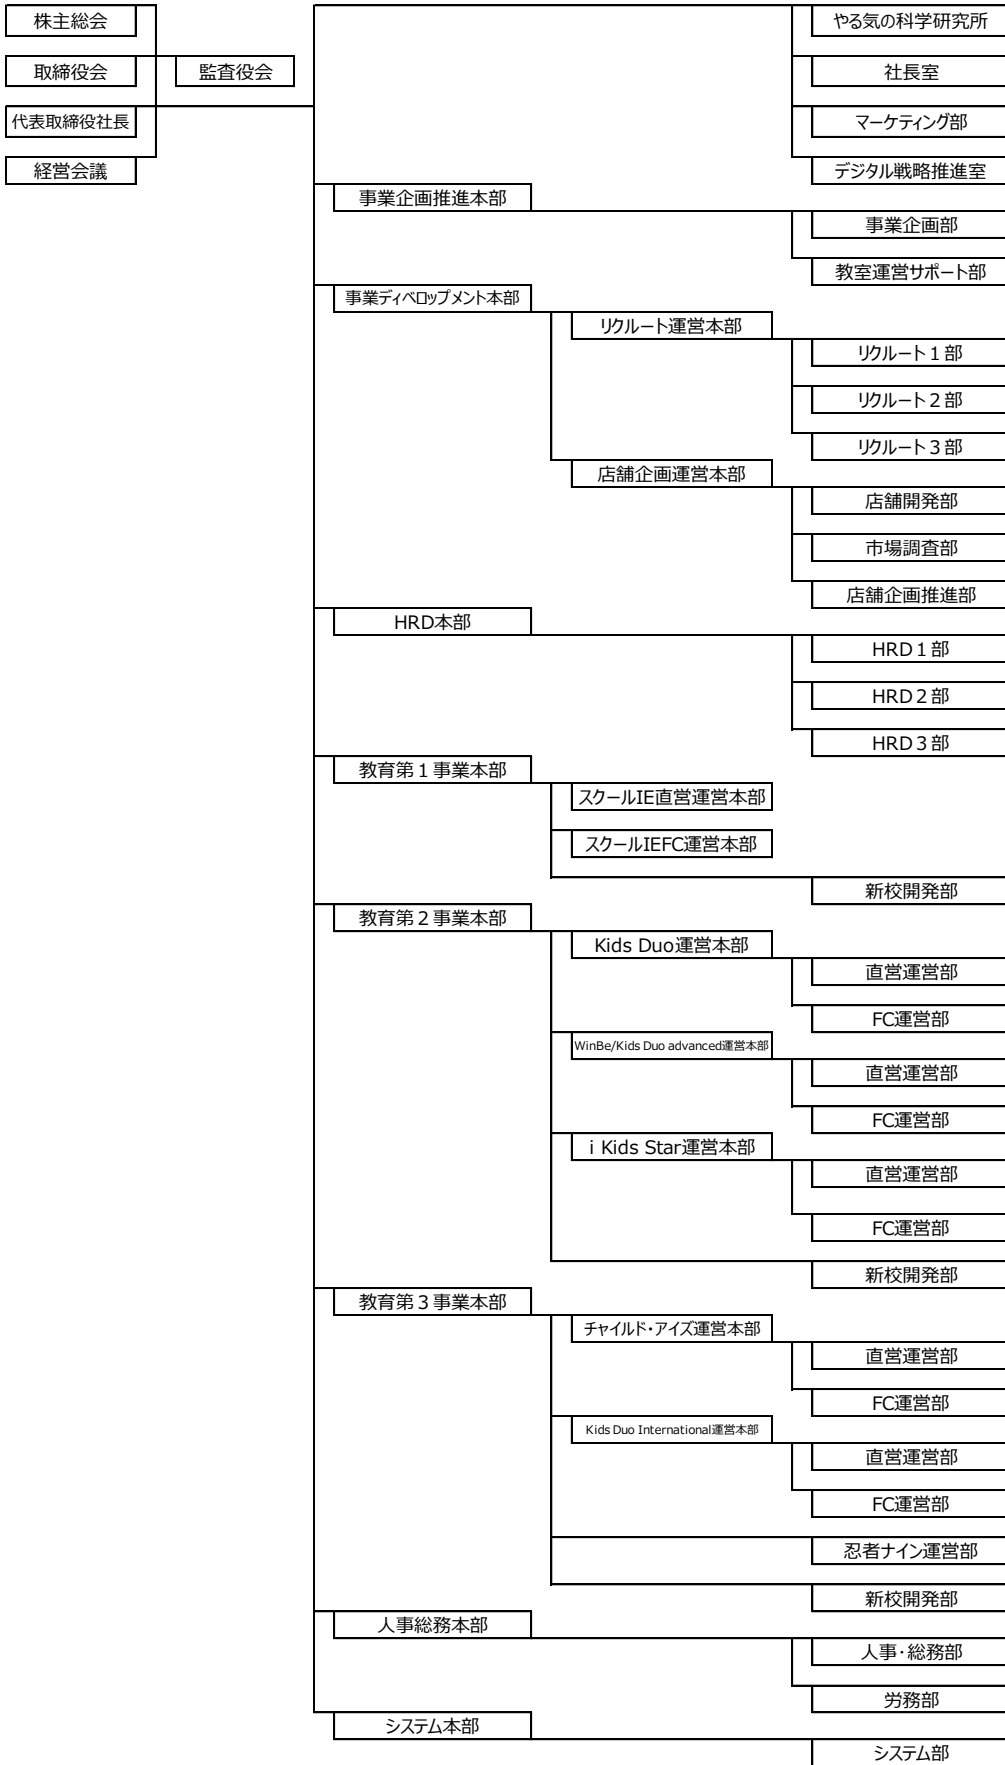 株主総会
やる気の科学研究所
取締役会
監査役会
社長室
代表取締役社長
マーケティング部
経営会議
デジタル戦略推進室
事業企画推進本部
事業企画部
教室運営サポート部
事業ディベロップメント本部
リクルート運営本部
リクルート１部
リクルート２部
リクルート３部
店舗企画運営本部
店舗開発部
市場調査部
店舗企画推進部
HRD本部
HRD１部
HRD２部
HRD３部
教育第１事業本部
スクールIE直営運営本部
スクールIEFC運営本部
新校開発部
教育第２事業本部
Kids Duo運営本部
直営運営部
FC運営部
WinBe/Kids Duo advanced運営本部
直営運営部
FC運営部
i Kids Star運営本部
直営運営部
FC運営部
新校開発部
教育第３事業本部
チャイルド・アイズ運営本部
直営運営部
FC運営部
Kids Duo International運営本部
直営運営部
FC運営部
忍者ナイン運営部
新校開発部
人事総務本部
人事・総務部
労務部
システム本部
システム部